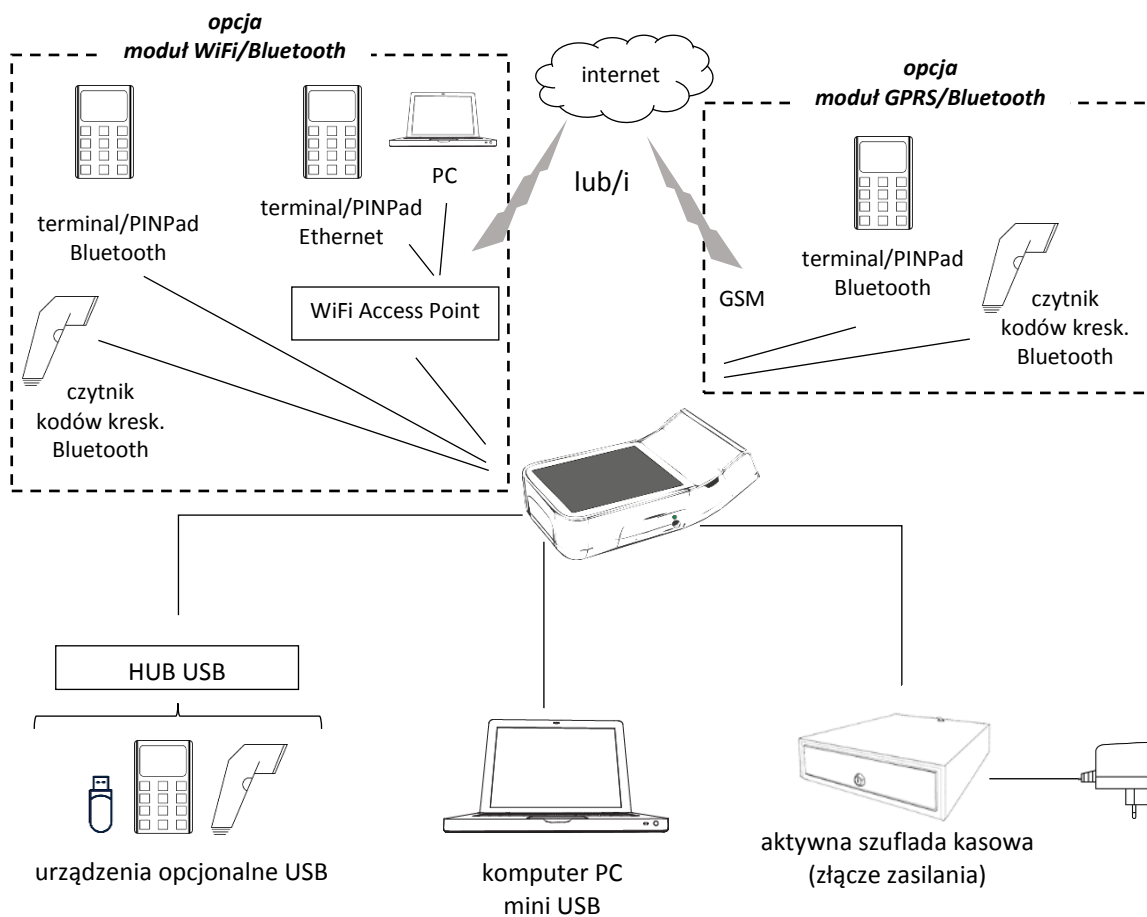 opcja
moduł WiFi/Bluetooth
terminal/PINPad
Bluetooth
terminal/PINPad
Ethernet
PC
WiFi Access Point
czytnik
kodów kresk.
Bluetooth
internet
lub/i
GSM
opcja
moduł GPRS/Bluetooth
terminal/PINPad
Bluetooth
czytnik
kodów kresk.
Bluetooth
HUB USB
urządzenia opcjonalne USB
komputer PC
mini USB
aktywna szuflada kasowa
(złącze zasilania)